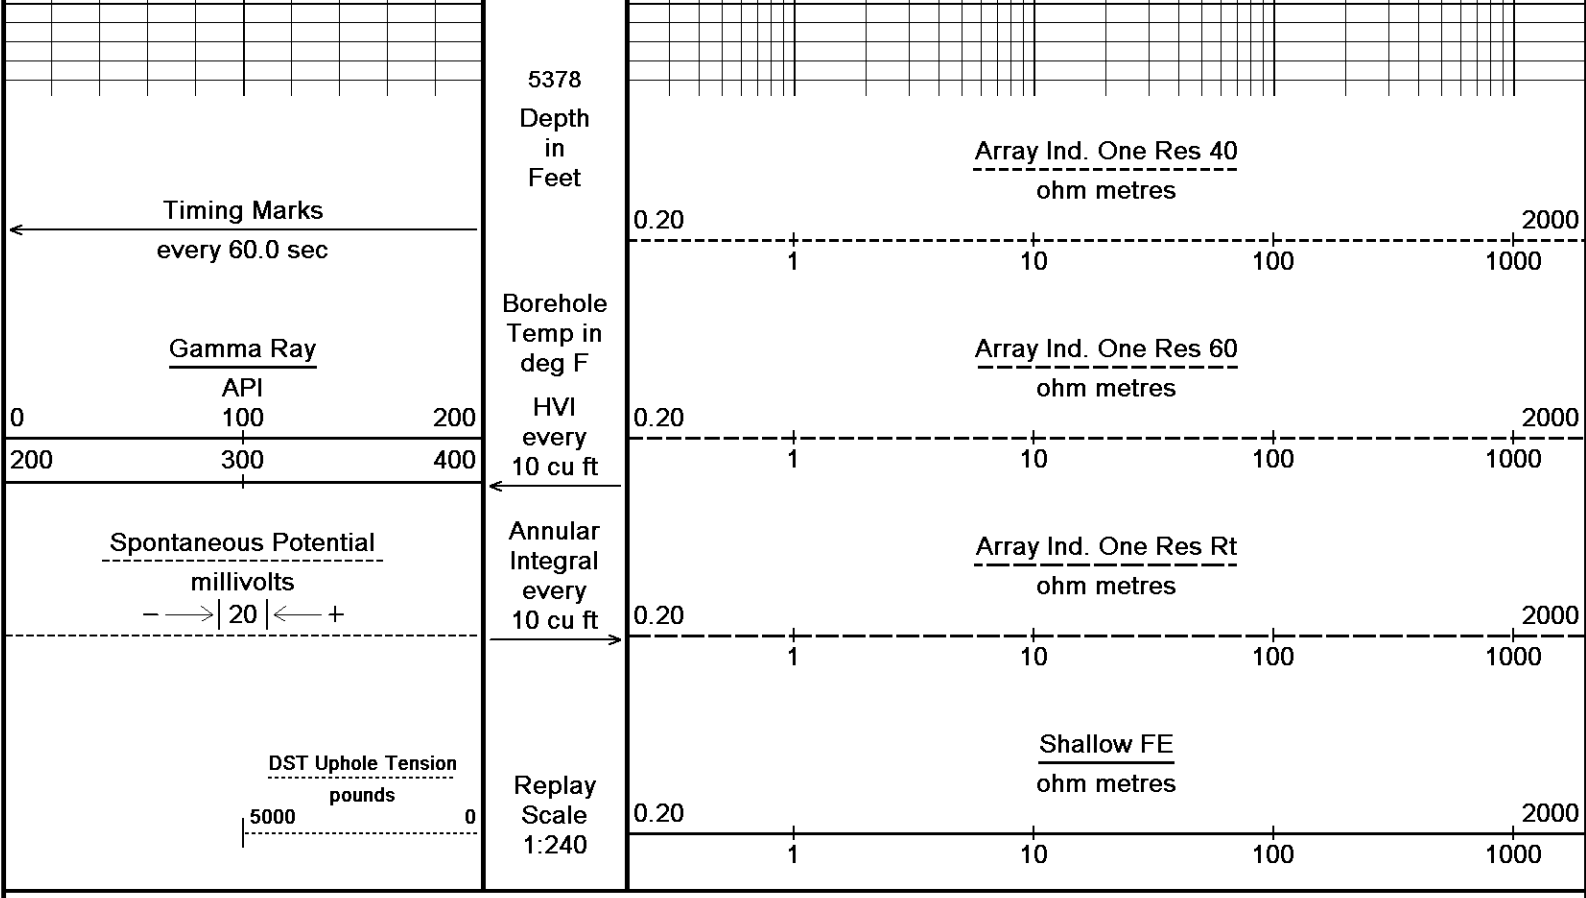 5378
Depth
in
Feet
Timing Marks
every 60.0 sec
Gamma Ray
API
0 100 200
200 300 400
Spontaneous Potential
millivolts
− 20 +
DST Uphole Tension
pounds
5000 0
Borehole
Temp in
deg F
HVI
every
10 cu ft
Annular
Integral
every
10 cu ft
Replay
Scale
1:240
Array Ind. One Res 40
ohm metres
0.20 2000
1 10 100 1000
Array Ind. One Res 60
ohm metres
0.20 2000
1 10 100 1000
Array Ind. One Res Rt
ohm metres
0.20 2000
1 10 100 1000
Shallow FE
ohm metres
0.20 2000
1 10 100 1000